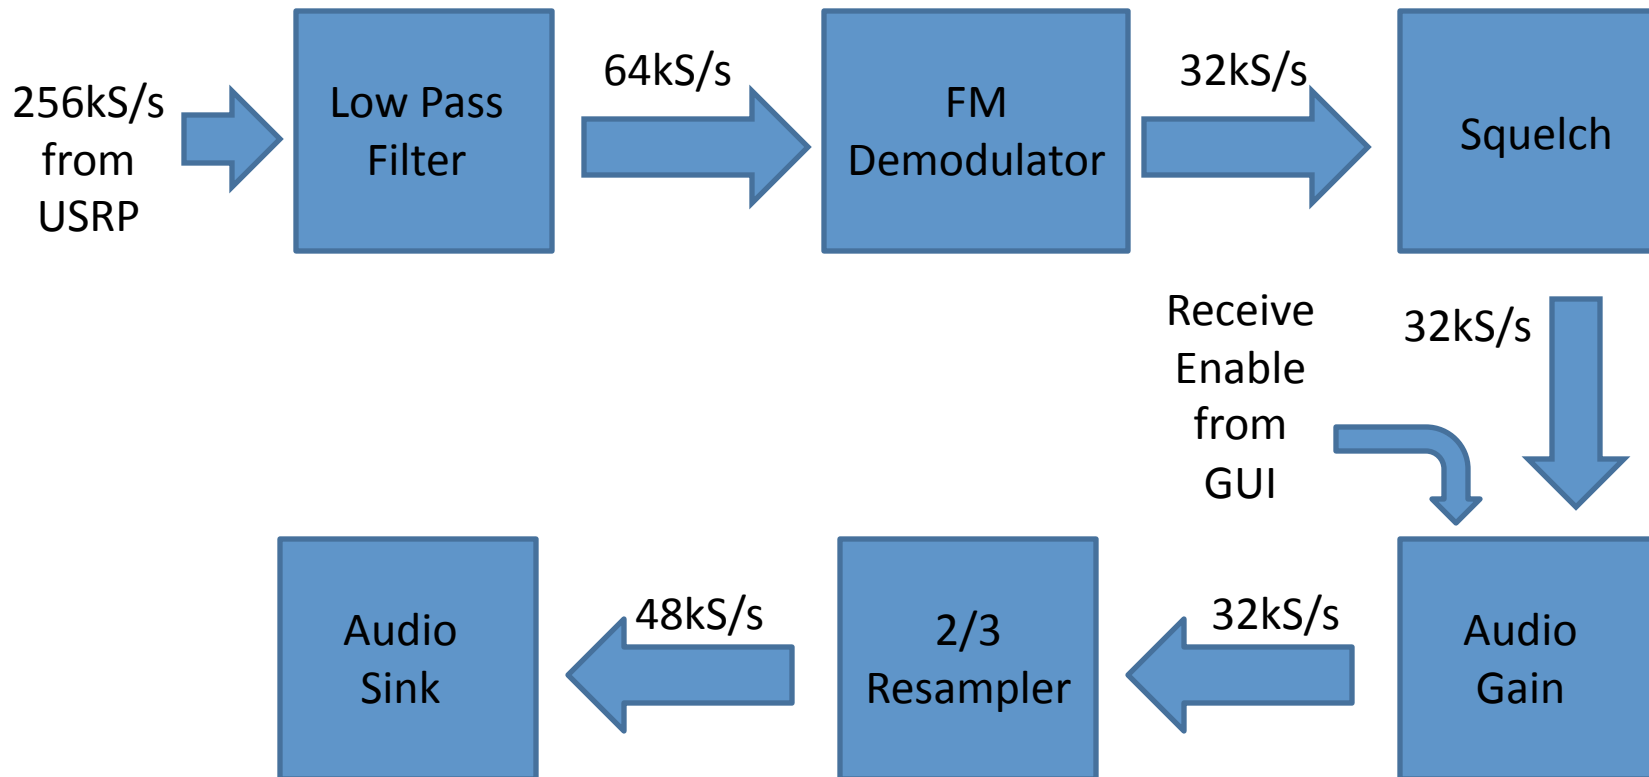 256kS/s
from
USRP
Low Pass
Filter
64kS/s
FM
Demodulator
32kS/s
Squelch
32kS/s
Receive
Enable
from
GUI
Audio
Gain
32kS/s
2/3
Resampler
48kS/s
Audio
Sink